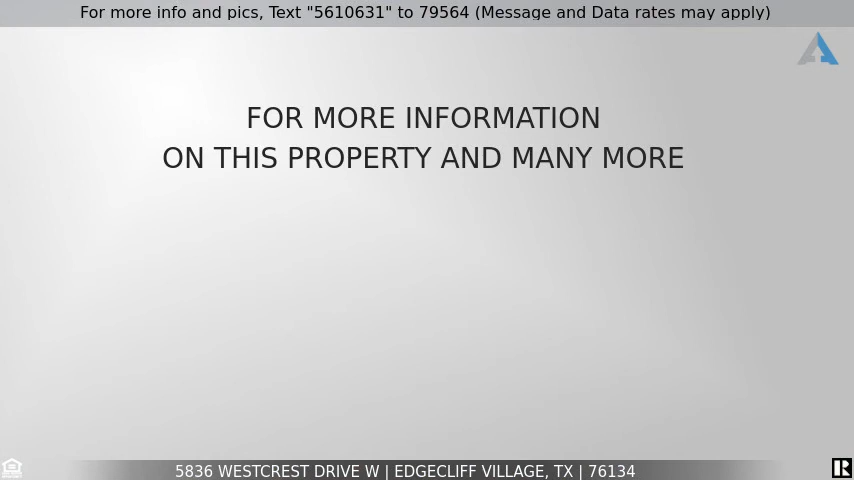 For more info and pics, Text "5610631" to 79564 (Message and Data rates may apply)
FOR MORE INFORMATION
ON THIS PROPERTY AND MANY MORE
5836 WESTCREST DRIVE W | EDGECLIFF VILLAGE, TX | 76134